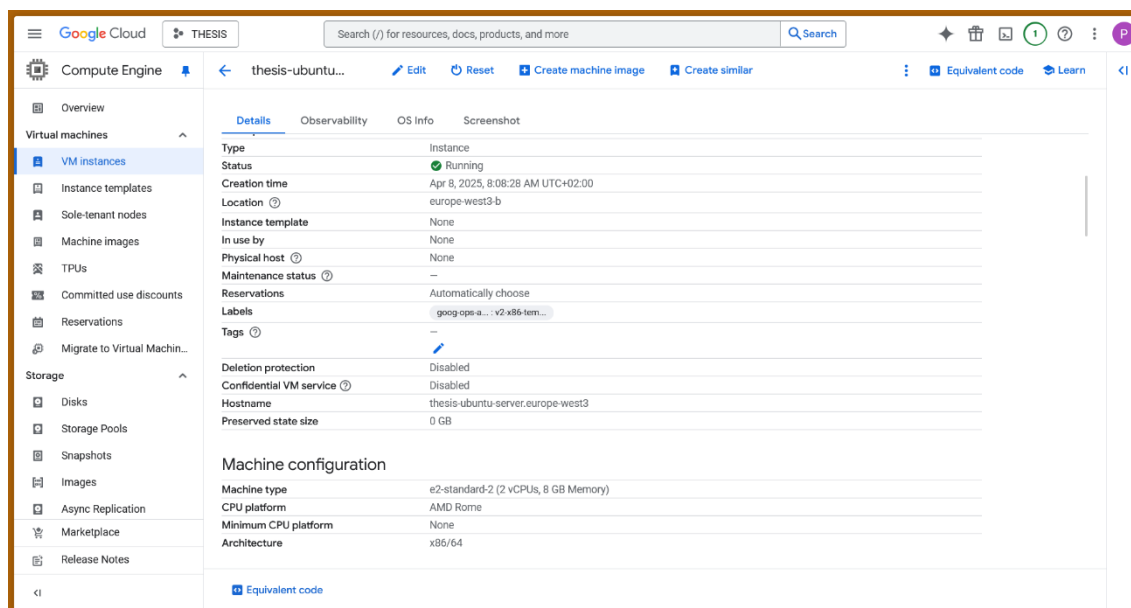 Google Cloud
THESIS
Search (/) for resources, docs, products, and more
Search
1
P
Compute Engine
thesis-ubuntu...
Edit
Reset
Create machine image
Create similar
Equivalent code
Learn
Overview
Virtual machines
VM instances
Instance templates
Sole-tenant nodes
Machine images
TPUs
Committed use discounts
Reservations
Migrate to Virtual Machin...
Storage
Disks
Storage Pools
Snapshots
Images
Async Replication
Marketplace
Release Notes
Details Observability OS Info Screenshot
Type Instance
Status Running
Creation time Apr 8, 2025, 8:08:28 AM UTC+02:00
Location europe-west3-b
Instance template None
In use by None
Physical host None
Maintenance status —
Reservations Automatically choose
Labels goog-ops-a... : v2-x86-tem...
Tags —
Deletion protection Disabled
Confidential VM service Disabled
Hostname thesis-ubuntu-server.europe-west3
Preserved state size 0 GB
Machine configuration
Machine type e2-standard-2 (2 vCPUs, 8 GB Memory)
CPU platform AMD Rome
Minimum CPU platform None
Architecture x86/64
Equivalent code